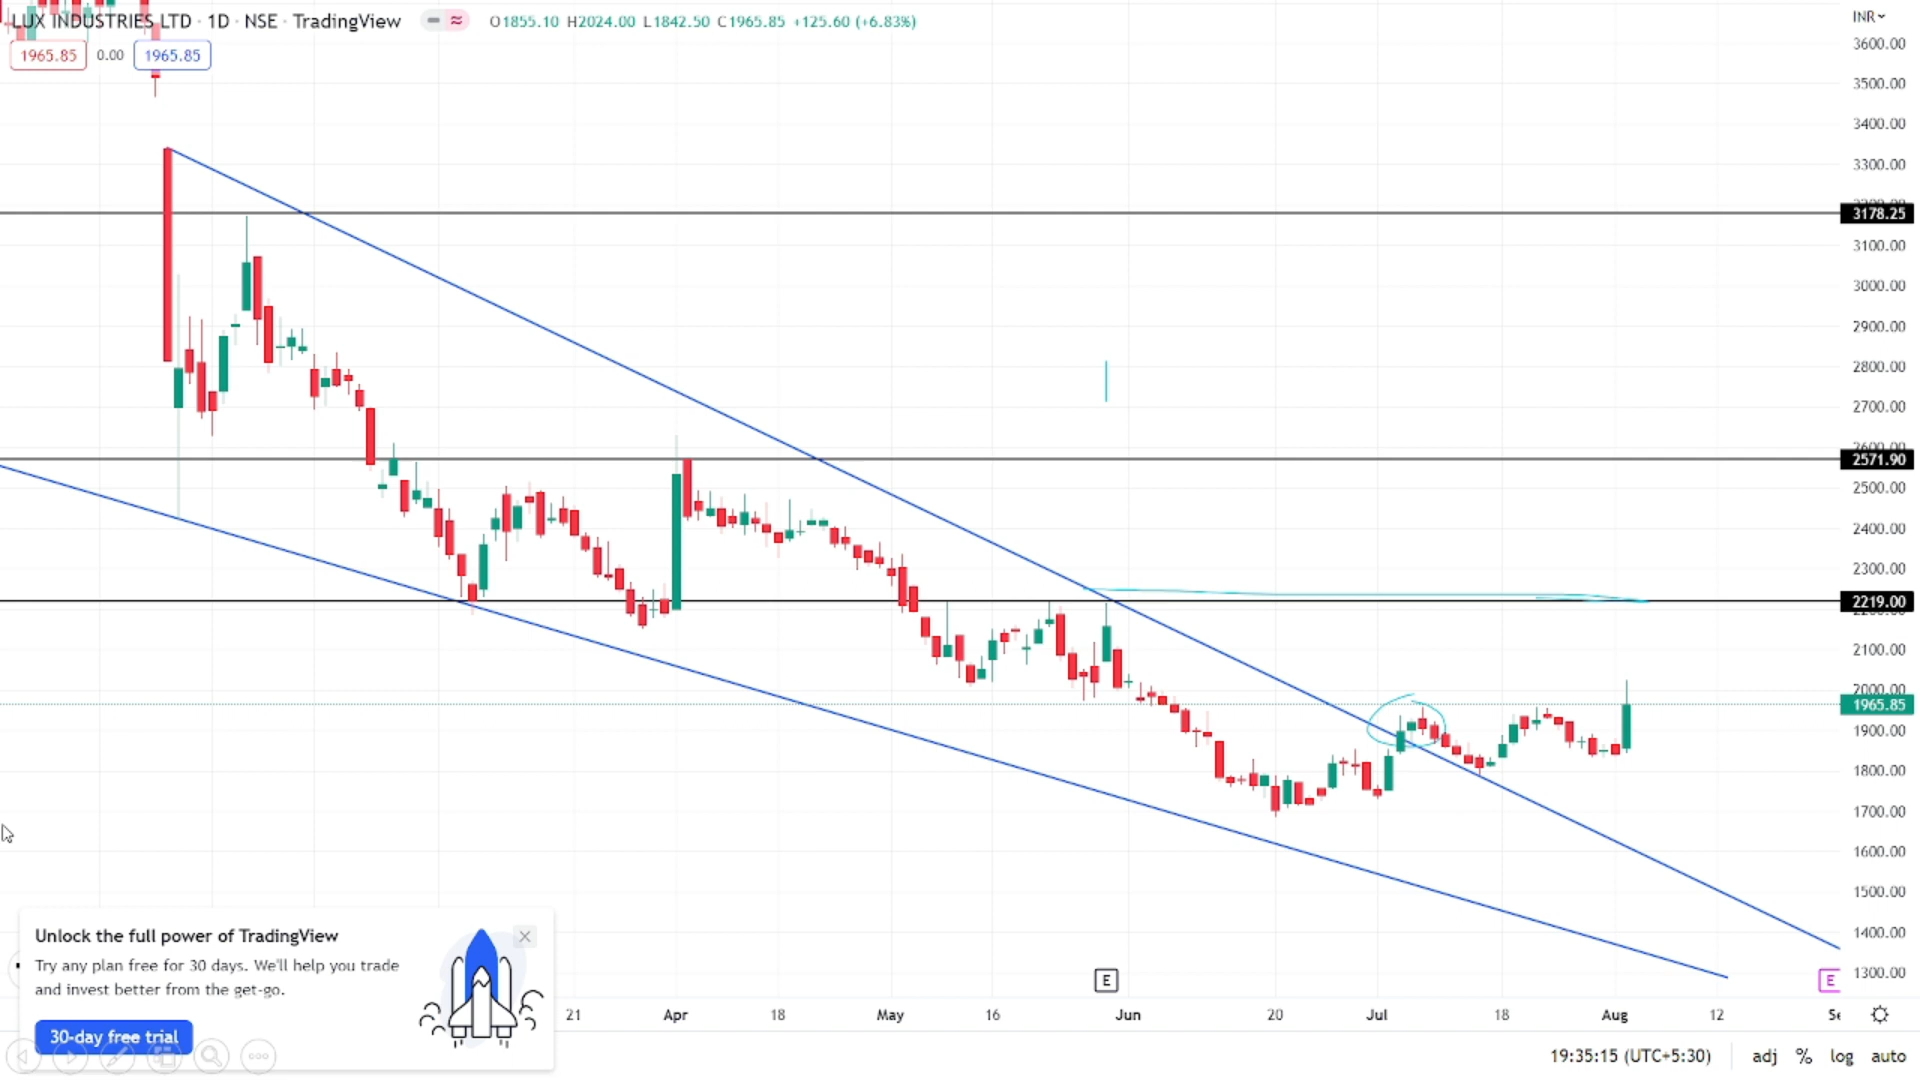 LUX INDUSTRIES LTD · 1D · NSE · TradingView
O1855.10 H2024.00 L1842.50 C1965.85 +125.60 (+6.83%)
INR
1965.85 0.00 1965.85
3600.00
3500.00
3400.00
3300.00
3178.25
3100.00
3000.00
2900.00
2800.00
2700.00
2600.00
2571.90
2500.00
2400.00
2300.00
2219.00
2100.00
2000.00
1965.85
1900.00
1800.00
1700.00
1600.00
1500.00
1400.00
1300.00
Unlock the full power of TradingView
Try any plan free for 30 days. We'll help you trade
and invest better from the get-go.
30-day free trial
E E
21 Apr 18 May 16 Jun 20 Jul 18 Aug 12
19:35:15 (UTC+5:30) adj % log auto